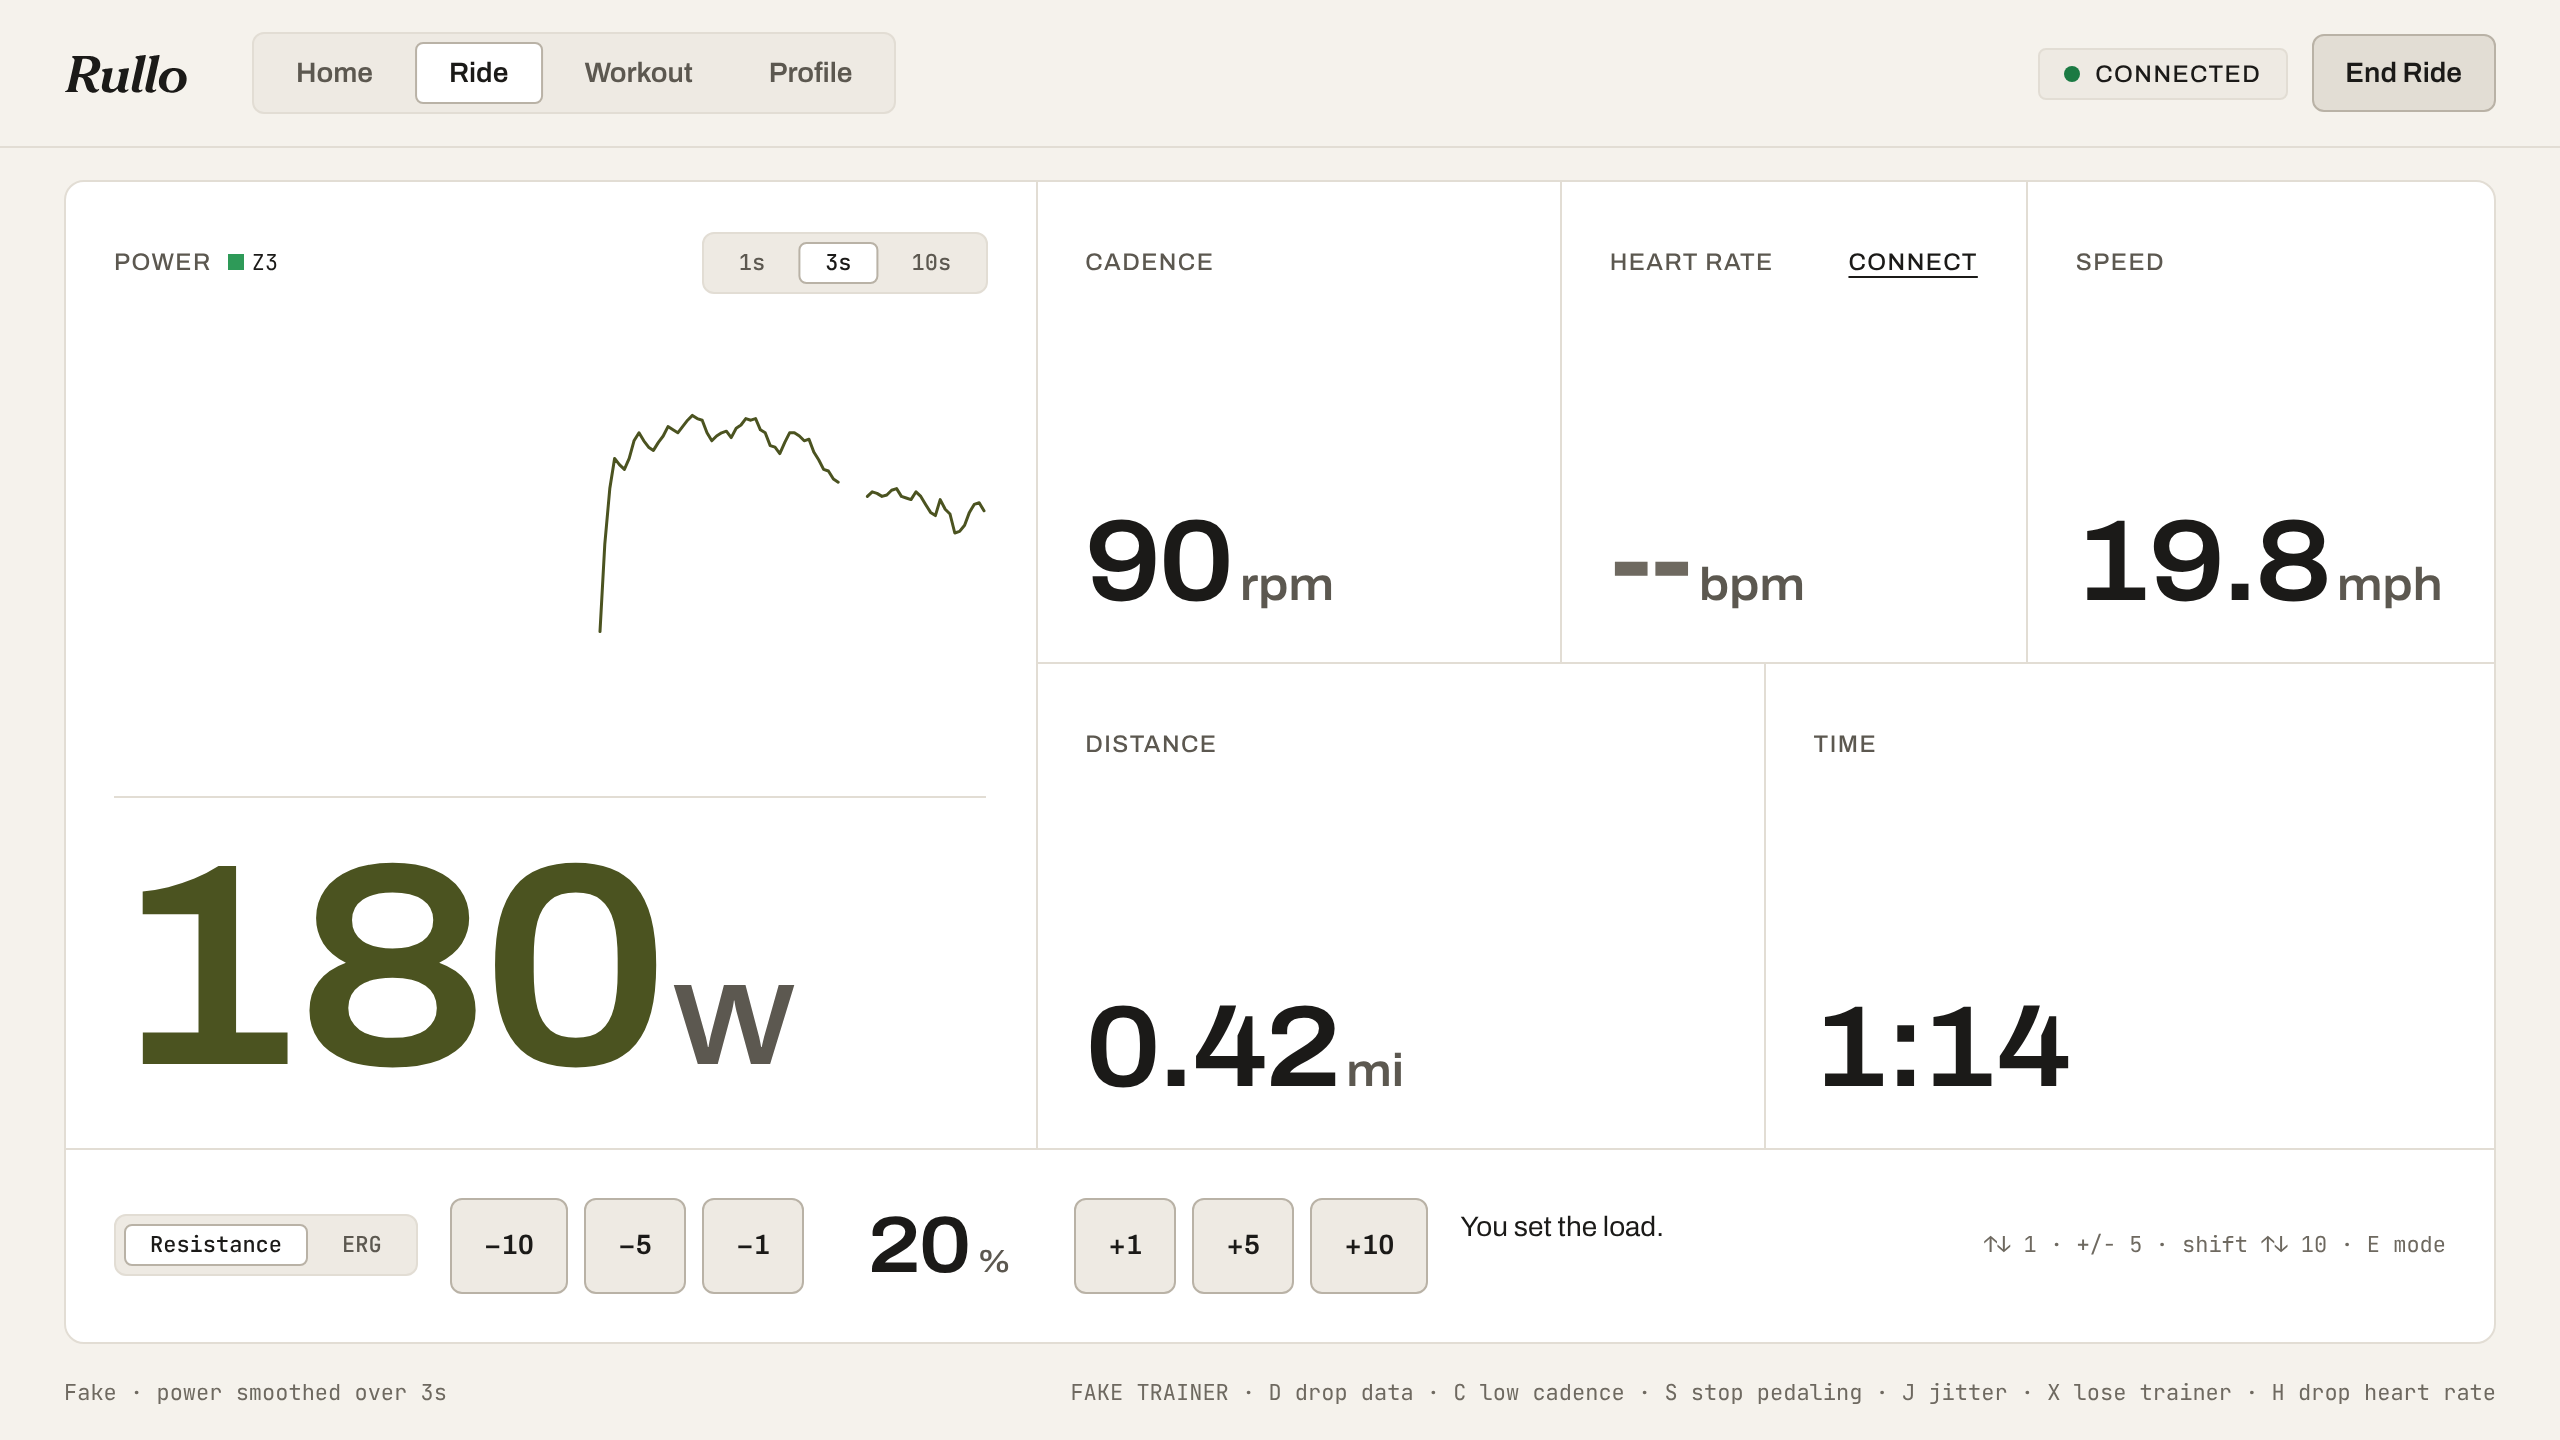 Rullo
Home Ride Workout Profile
CONNECTED
End Ride
POWER Z3
1s 3s 10s
180 W
CADENCE
90 rpm
HEART RATE CONNECT
-- bpm
SPEED
19.8 mph
DISTANCE
0.42 mi
TIME
1:14
Resistance ERG
−10 −5 −1 20 % +1 +5 +10
You set the load.
↑↓ 1 · +/- 5 · shift ↑↓ 10 · E mode
Fake · power smoothed over 3s
FAKE TRAINER · D drop data · C low cadence · S stop pedaling · J jitter · X lose trainer · H drop heart rate